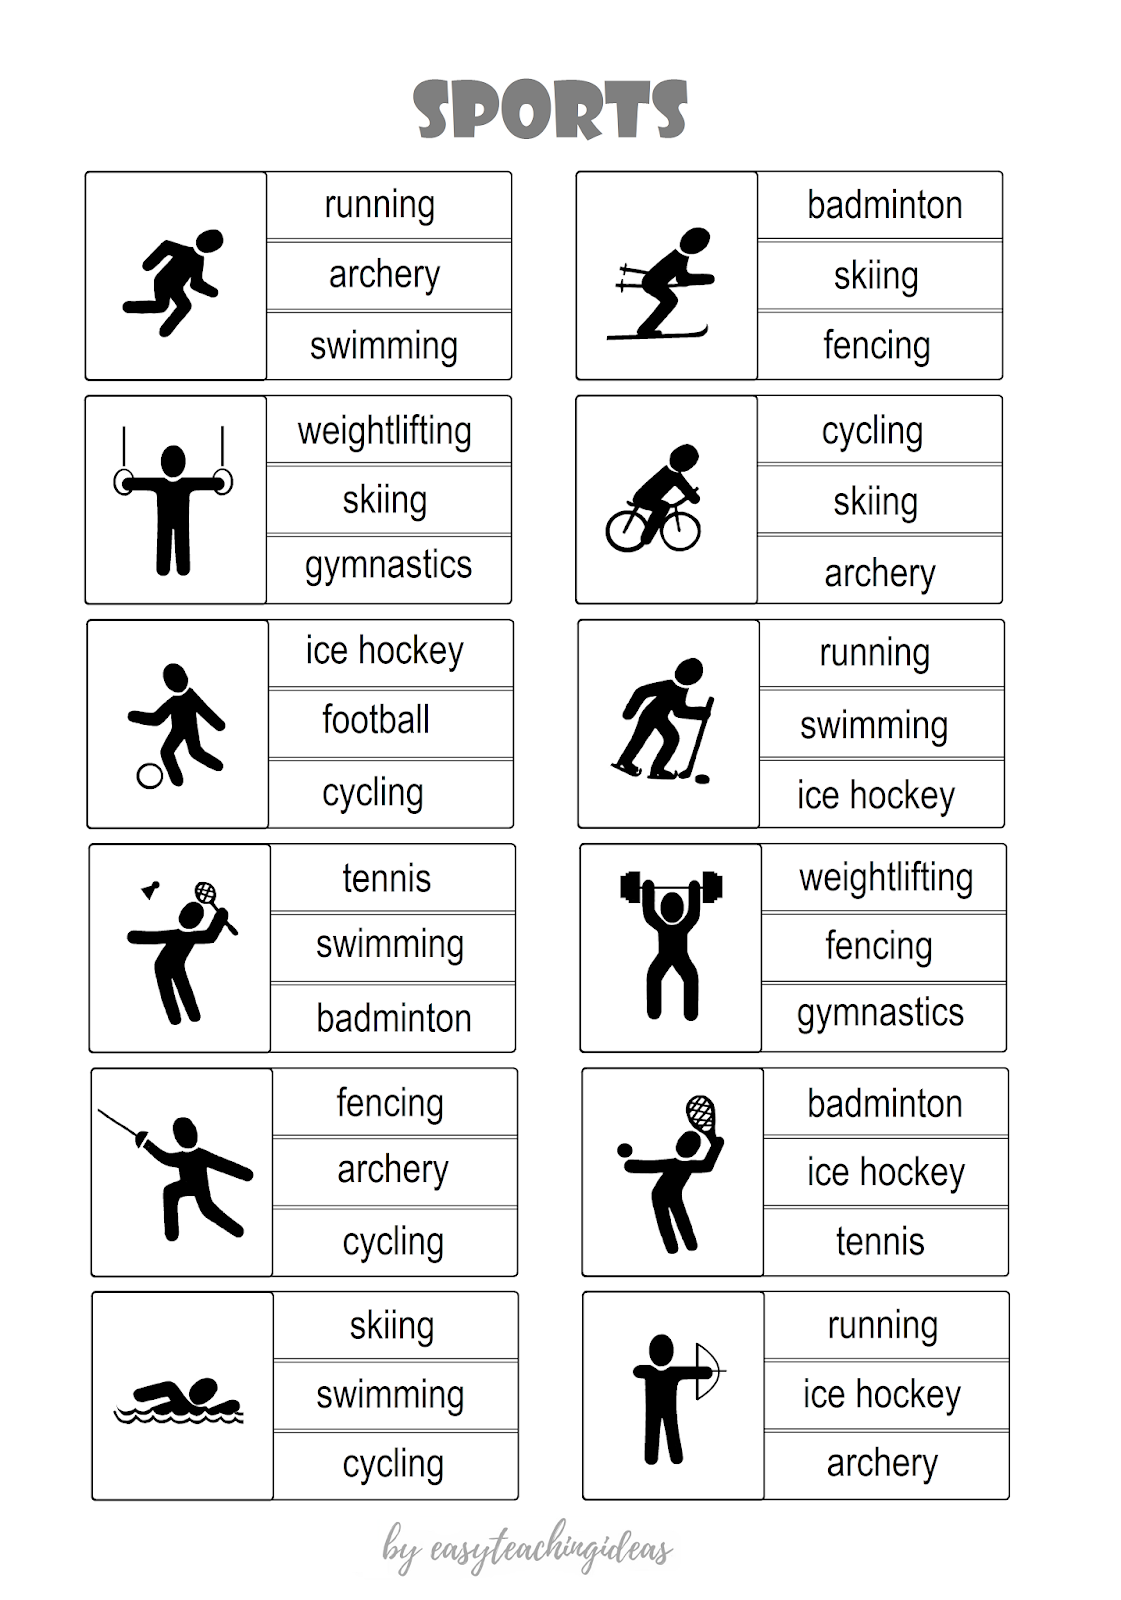 SPORTS
running
archery
swimming
badminton
skiing
fencing
weightlifting
skiing
gymnastics
cycling
skiing
archery
ice hockey
football
cycling
running
swimming
ice hockey
tennis
swimming
badminton
weightlifting
fencing
gymnastics
fencing
archery
cycling
badminton
ice hockey
tennis
skiing
swimming
cycling
running
ice hockey
archery
by easyteachingideas